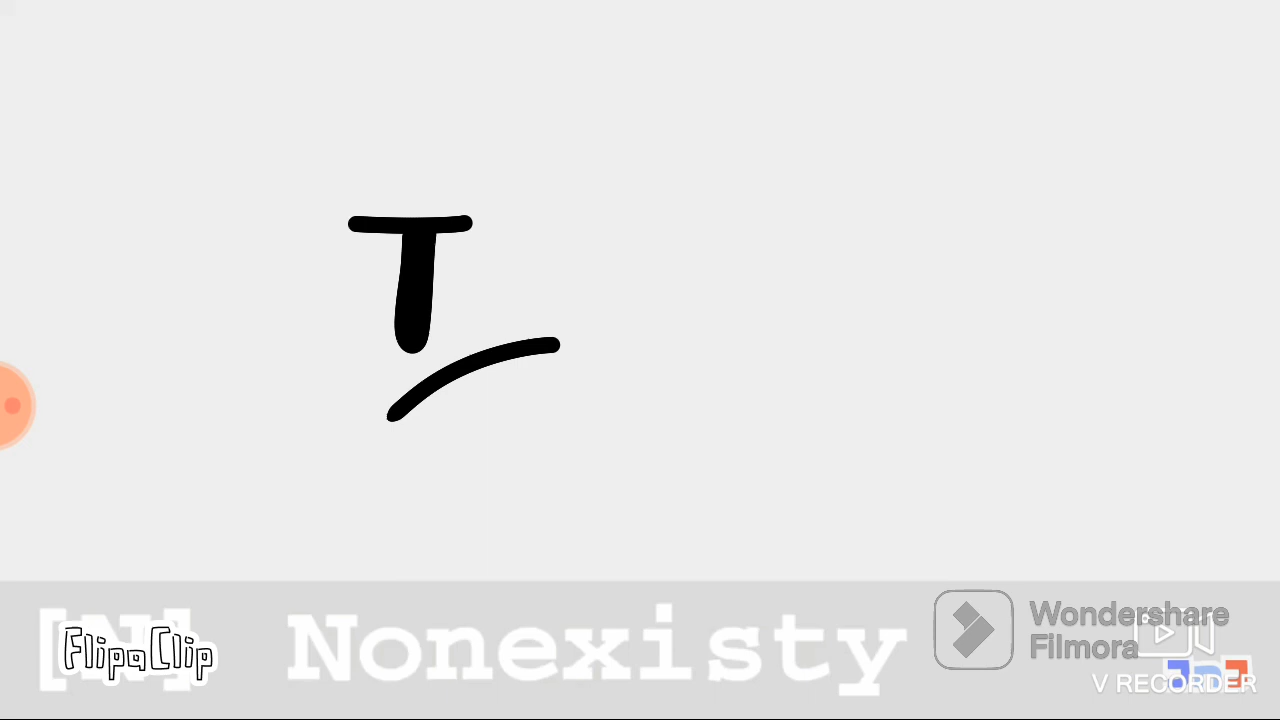 [N] Nonexisty
FlipaClip
Wondershare
Filmora
V RECORDER